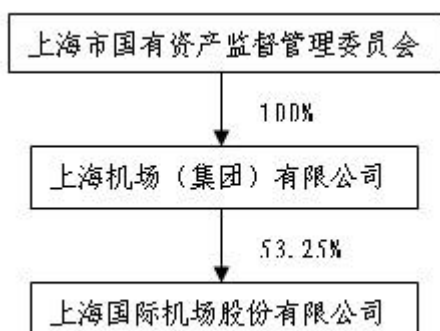 上海市国有资产监督管理委员会
100%
上海机场（集团）有限公司
53.25%
上海国际机场股份有限公司